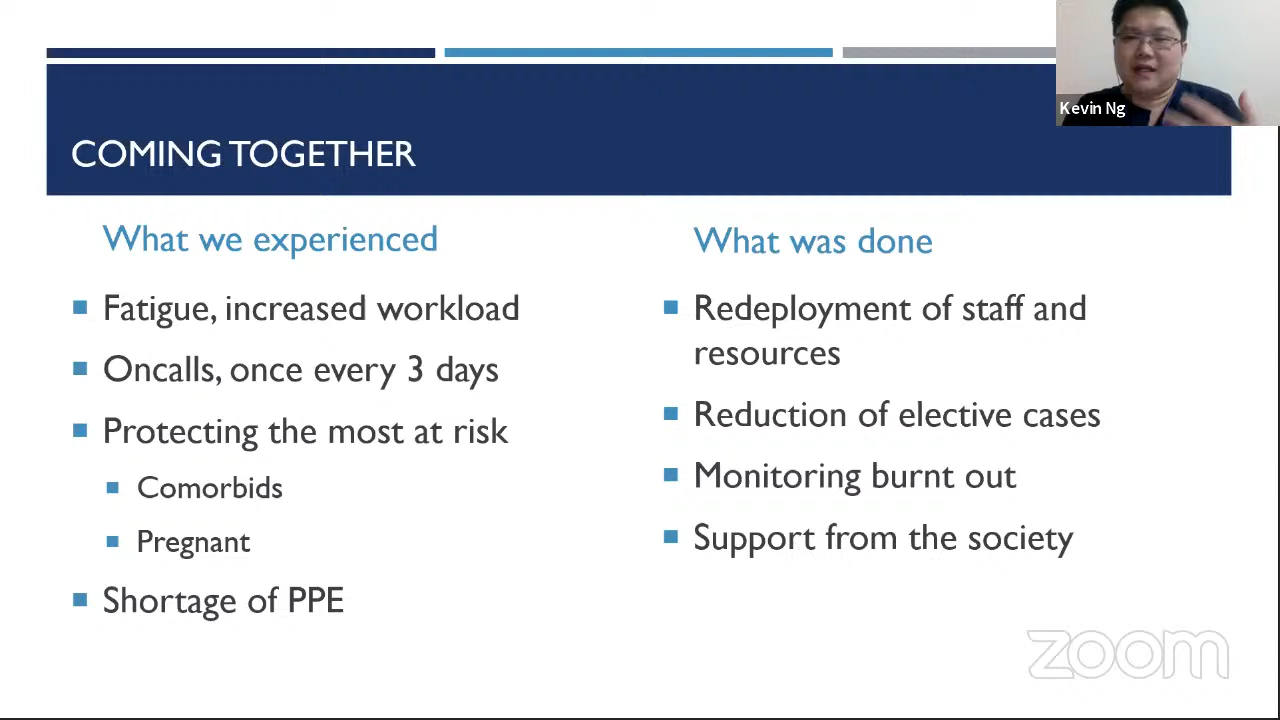 Kevin Ng
COMING TOGETHER
What we experienced
Fatigue, increased workload
Oncalls, once every 3 days
Protecting the most at risk
Comorbids
Pregnant
Shortage of PPE
What was done
Redeployment of staff and
resources
Reduction of elective cases
Monitoring burnt out
Support from the society
zoom